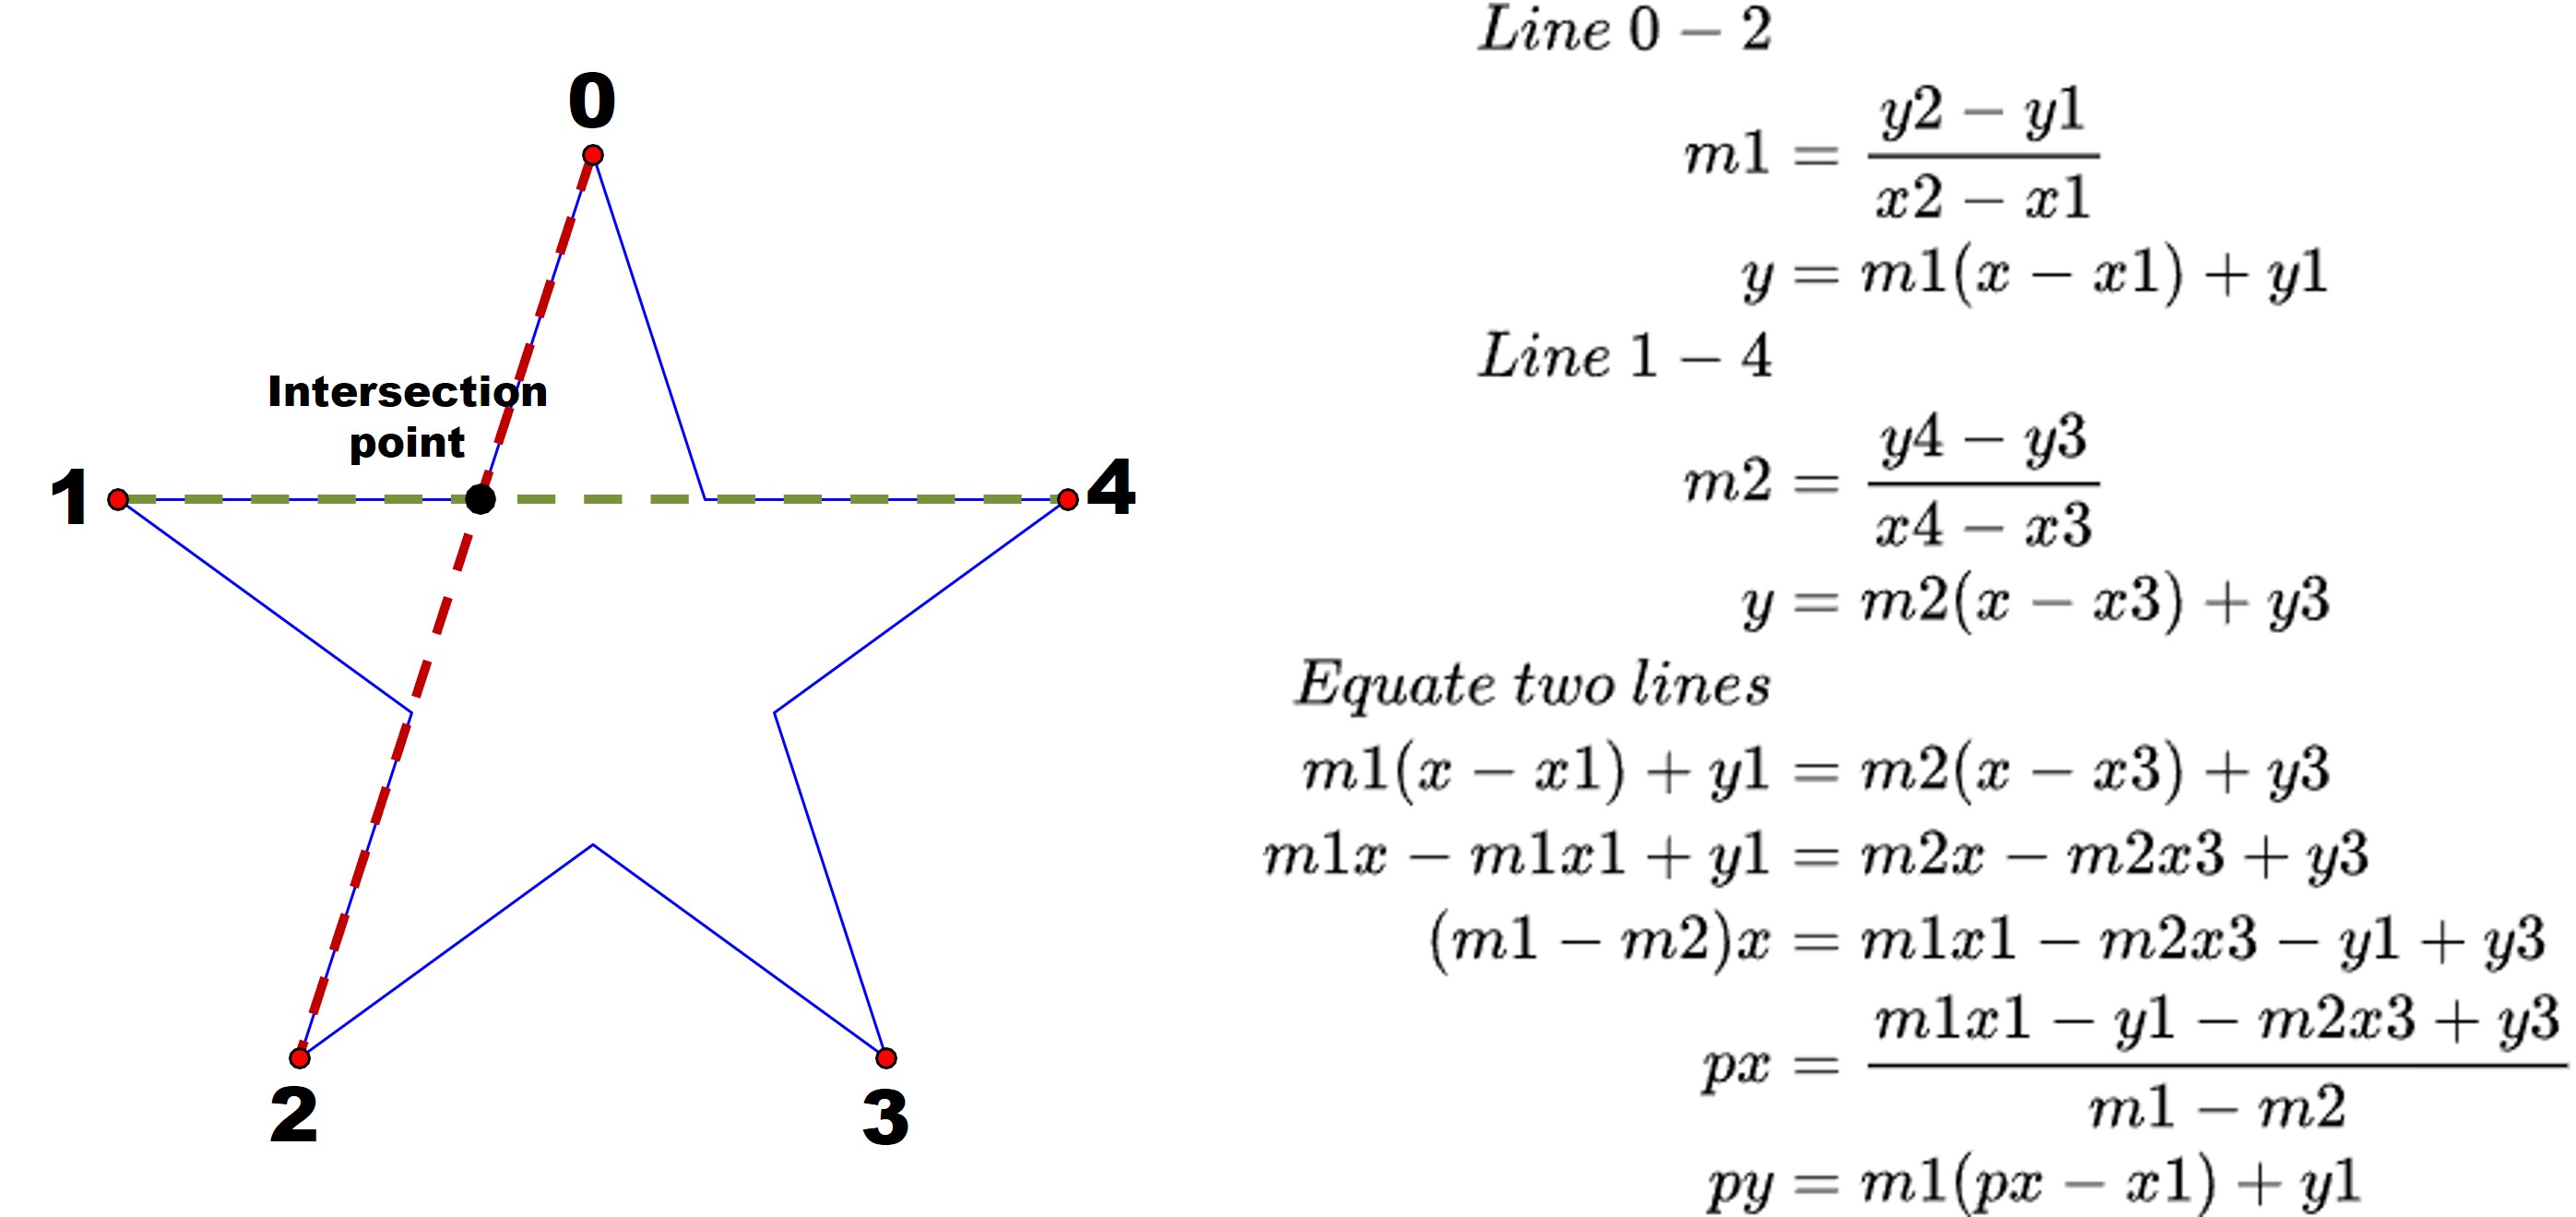 0
Intersection
point
1
4
2
3
Line 0 − 2
m1 = \frac{y2 − y1}{x2 − x1}
y = m1(x − x1) + y1
Line 1 − 4
m2 = \frac{y4 − y3}{x4 − x3}
y = m2(x − x3) + y3
Equate two lines
m1(x − x1) + y1 = m2(x − x3) + y3
m1x − m1x1 + y1 = m2x − m2x3 + y3
(m1 − m2)x = m1x1 − m2x3 − y1 + y3
px = \frac{m1x1 − y1 − m2x3 + y3}{m1 − m2}
py = m1(px − x1) + y1